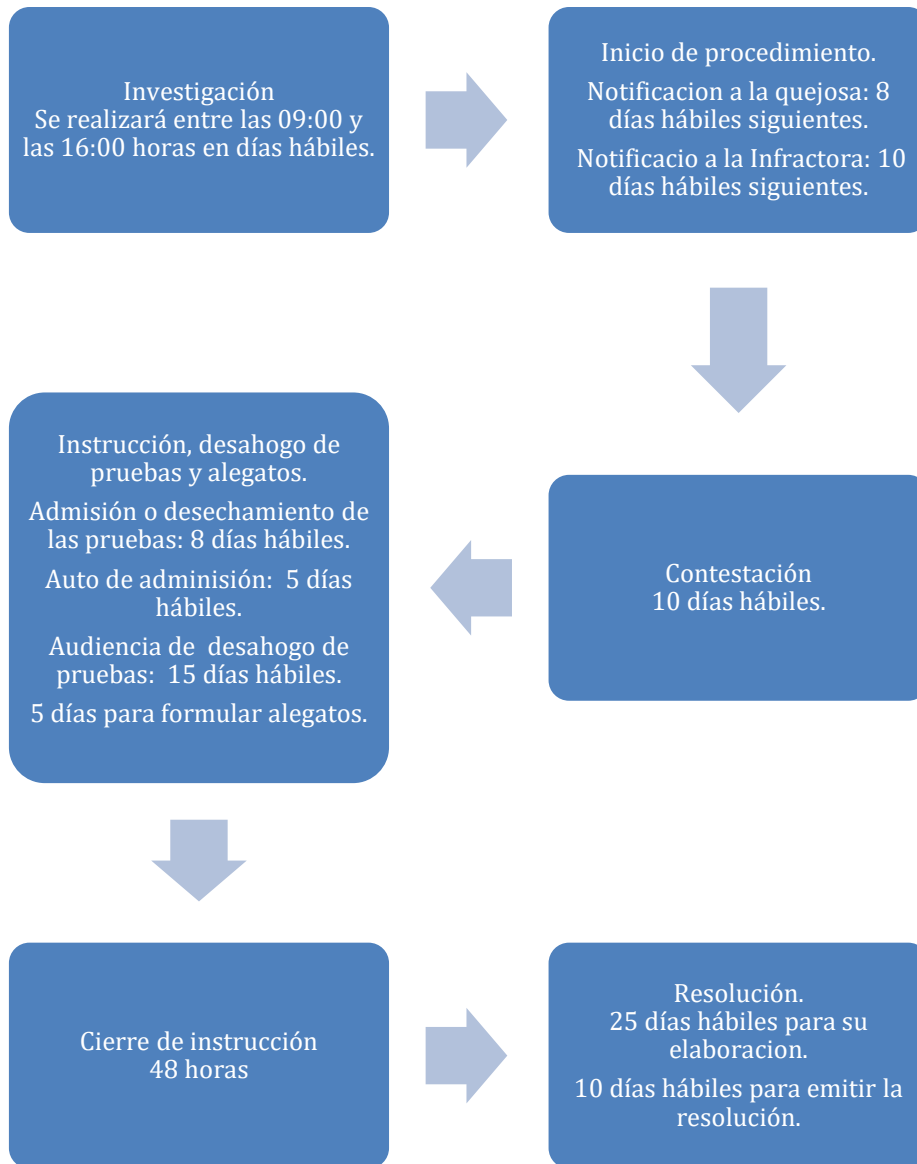 Investigación
Se realizará entre las 09:00 y
las 16:00 horas en días hábiles.
Inicio de procedimiento.
Notificacion a la quejosa: 8
días hábiles siguientes.
Notificacio a la Infractora: 10
días hábiles siguientes.
Contestación
10 días hábiles.
Instrucción, desahogo de
pruebas y alegatos.
Admisión o desechamiento de
las pruebas: 8 días hábiles.
Auto de adminisión: 5 días
hábiles.
Audiencia de desahogo de
pruebas: 15 días hábiles.
5 días para formular alegatos.
Cierre de instrucción
48 horas
Resolución.
25 días hábiles para su
elaboracion.
10 días hábiles para emitir la
resolución.